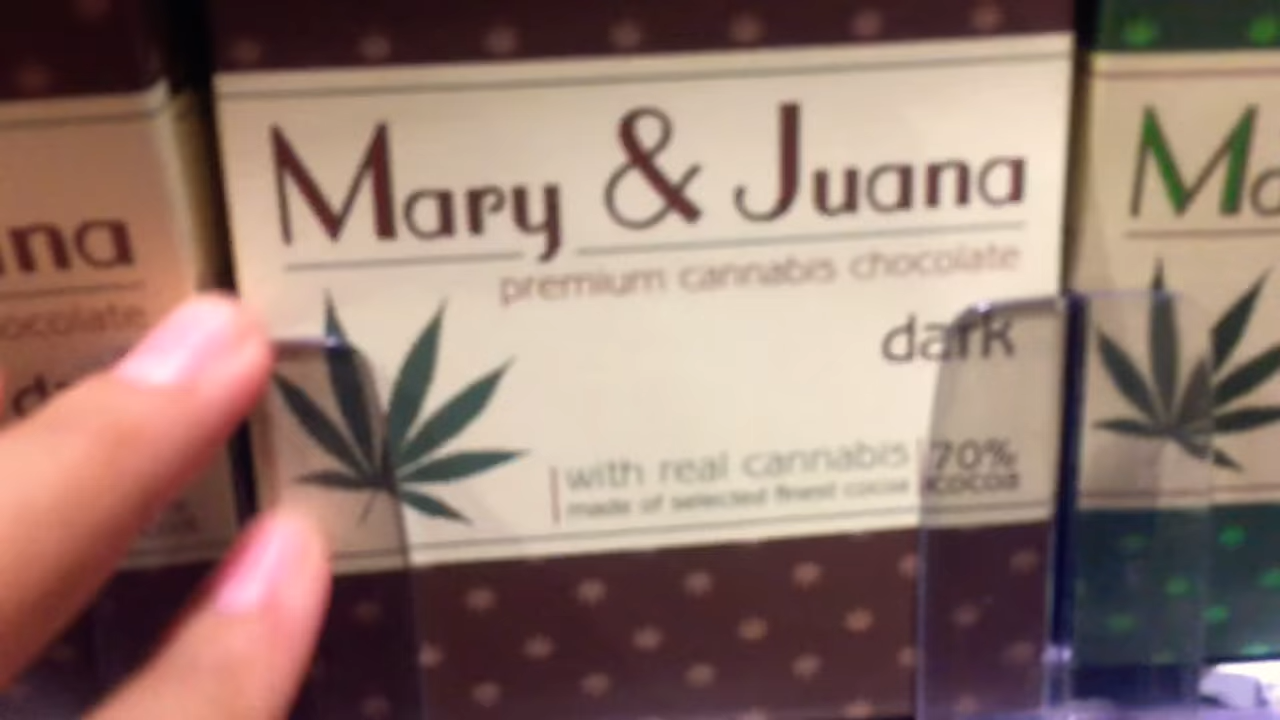 Mary & Juana
premium cannabis chocolate
dark
with real cannabis
made of selected finest cocoa
70%
cocoa